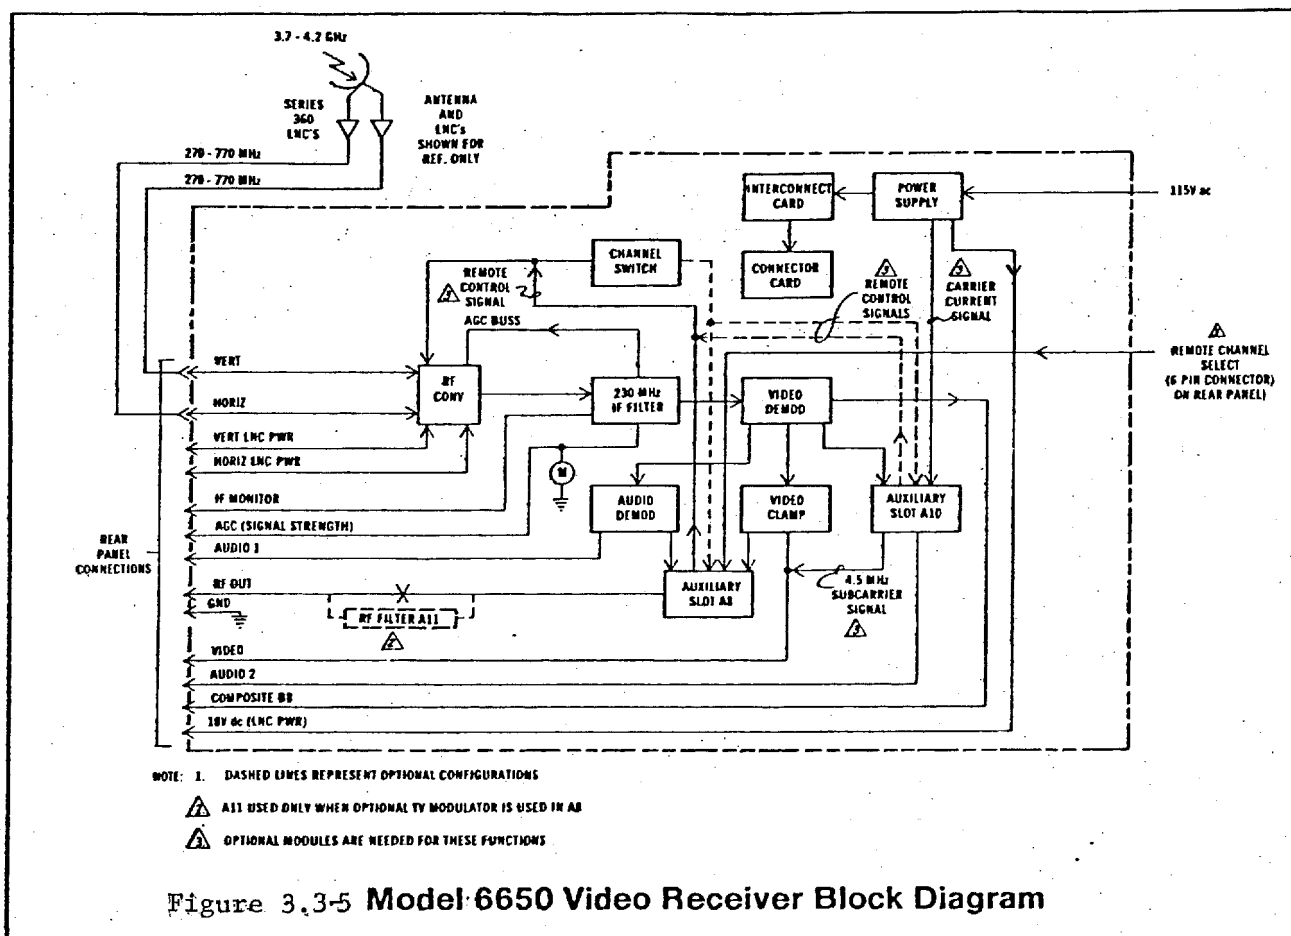 3.7 - 4.2 GHz
SERIES
360
LNC'S
ANTENNA
AND
LNC's
SHOWN FOR
REF. ONLY
270 - 770 MHz
270 - 770 MHz
INTERCONNECT
CARD
POWER
SUPPLY
115V ac
CHANNEL
SWITCH
CONNECTOR
CARD
REMOTE
CONTROL
SIGNAL
3
3
REMOTE
CONTROL
SIGNALS
3
CARRIER
CURRENT
SIGNAL
AGC BUSS
REMOTE CHANNEL
SELECT
(6 PIN CONNECTOR)
ON REAR PANEL)
VERT
RF
CONV
230 MHz
IF FILTER
VIDEO
DEMOD
HORIZ
VERT LNC PWR
HORIZ LNC PWR
M
IF MONITOR
AUDIO
DEMOD
VIDEO
CLAMP
AUXILIARY
SLOT A10
AGC (SIGNAL STRENGTH)
REAR
PANEL
CONNECTIONS
AUDIO 1
RF OUT
AUXILIARY
SLOT A8
4.5 MHz
SUBCARRIER
SIGNAL
3
GND
RF FILTER A11
2
VIDEO
AUDIO 2
COMPOSITE BB
18V dc (LNC PWR)
NOTE: 1. DASHED LINES REPRESENT OPTIONAL CONFIGURATIONS
2 A11 USED ONLY WHEN OPTIONAL TV MODULATOR IS USED IN A8
3 OPTIONAL MODULES ARE NEEDED FOR THESE FUNCTIONS
Figure 3.3-5 Model 6650 Video Receiver Block Diagram